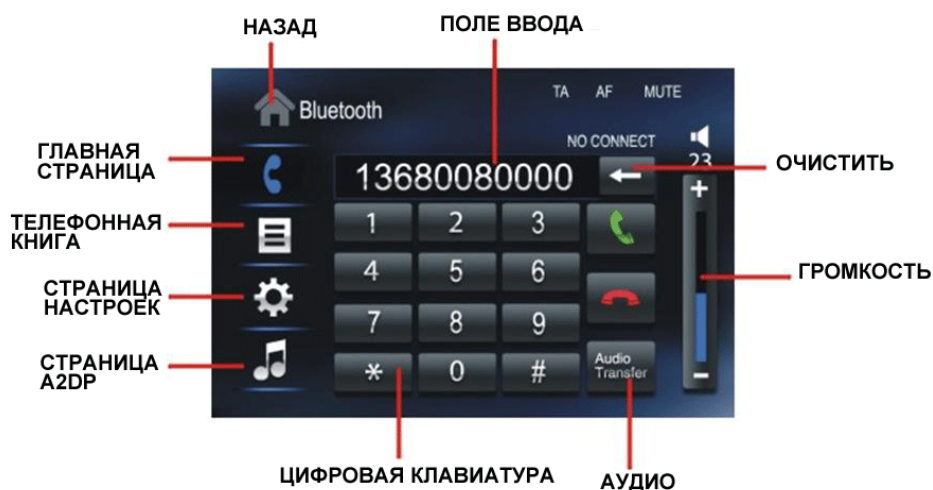 НАЗАД
ПОЛЕ ВВОДА
TA AF MUTE
Bluetooth
NO CONNECT
ГЛАВНАЯ
СТРАНИЦА
23
ОЧИСТИТЬ
13680080000
+
ТЕЛЕФОННАЯ
КНИГА
1 2 3
4 5 6
ГРОМКОСТЬ
СТРАНИЦА
НАСТРОЕК
7 8 9
СТРАНИЦА
A2DP
* 0 #
Audio
Transfer
-
ЦИФРОВАЯ КЛАВИАТУРА
АУДИО